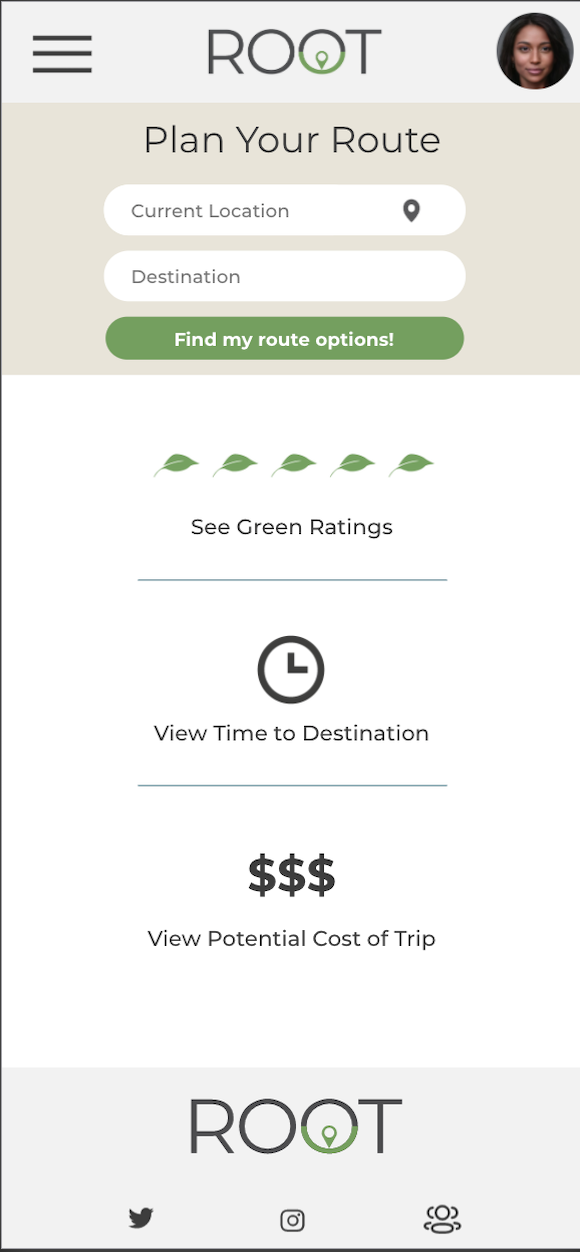 ROOT
Plan Your Route
Current Location
Destination
Find my route options!
See Green Ratings
View Time to Destination
$$$
View Potential Cost of Trip
ROOT